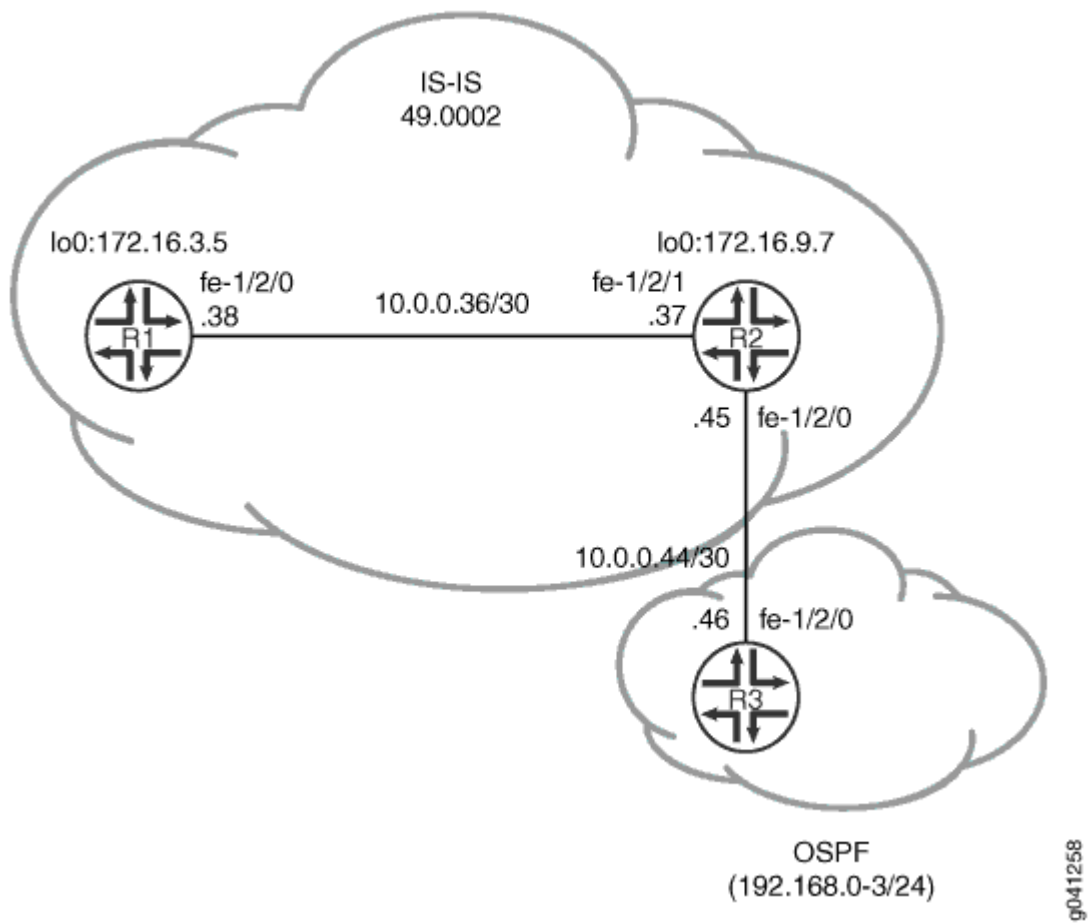 IS-IS
49.0002
lo0:172.16.3.5
lo0:172.16.9.7
fe-1/2/0
.38
10.0.0.36/30
fe-1/2/1
.37
R1
R2
.45
fe-1/2/0
10.0.0.44/30
.46
fe-1/2/0
R3
OSPF
(192.168.0-3/24)
g041258